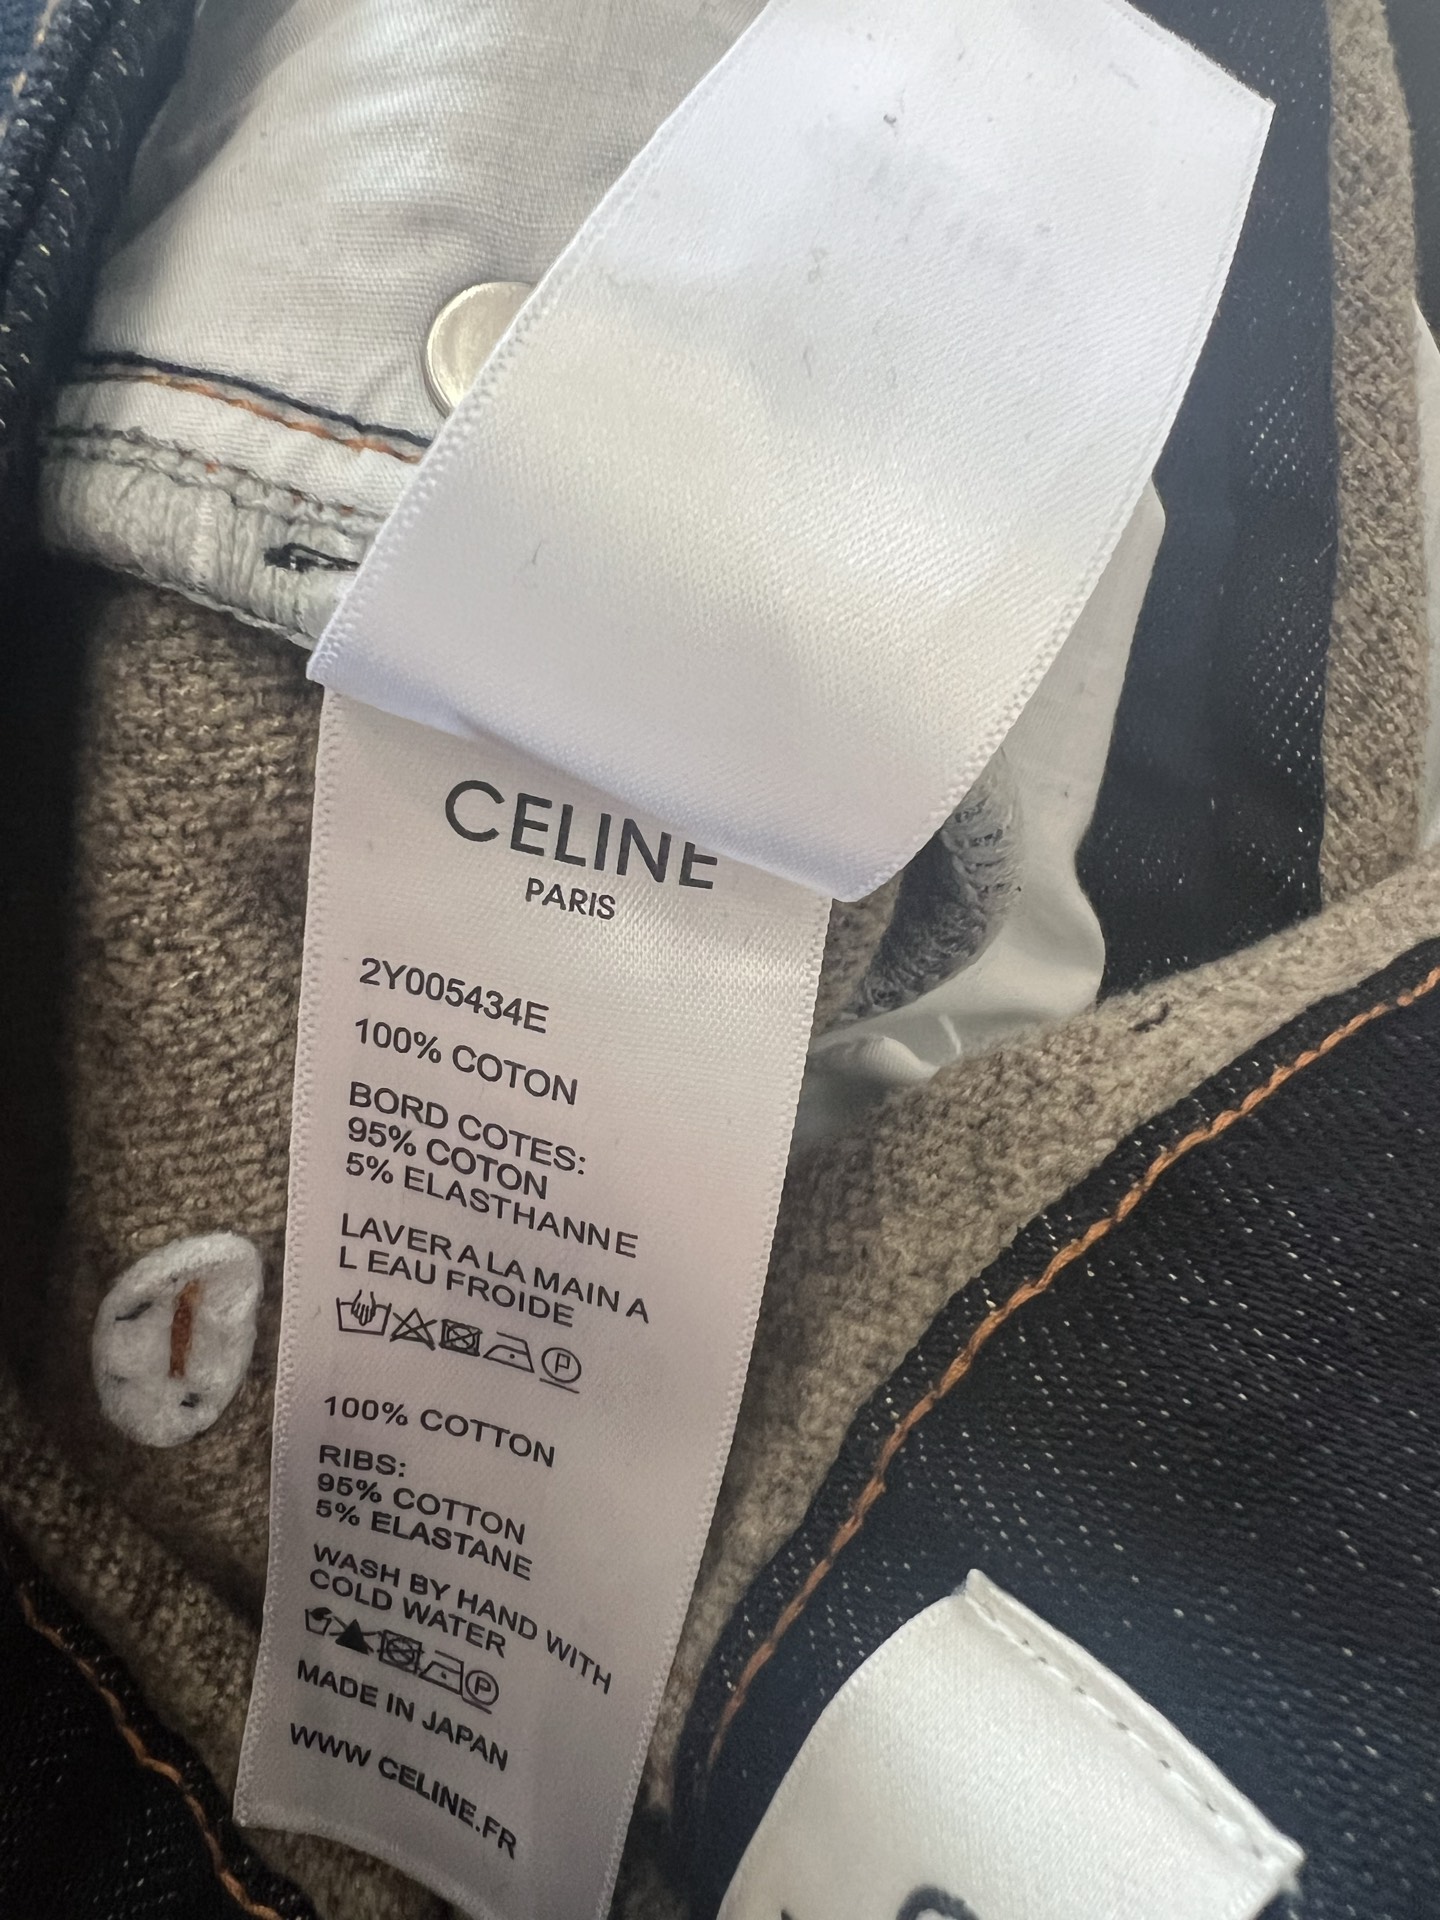 CELINE
PARIS
2Y005434E
100% COTON
BORD COTES:
95% COTON
5% ELASTHANNE
LAVER A LA MAIN A
L EAU FROIDE
P
100% COTTON
RIBS:
95% COTTON
5% ELASTANE
WASH BY HAND WITH
COLD WATER
P
MADE IN JAPAN
WWW CELINE.FR